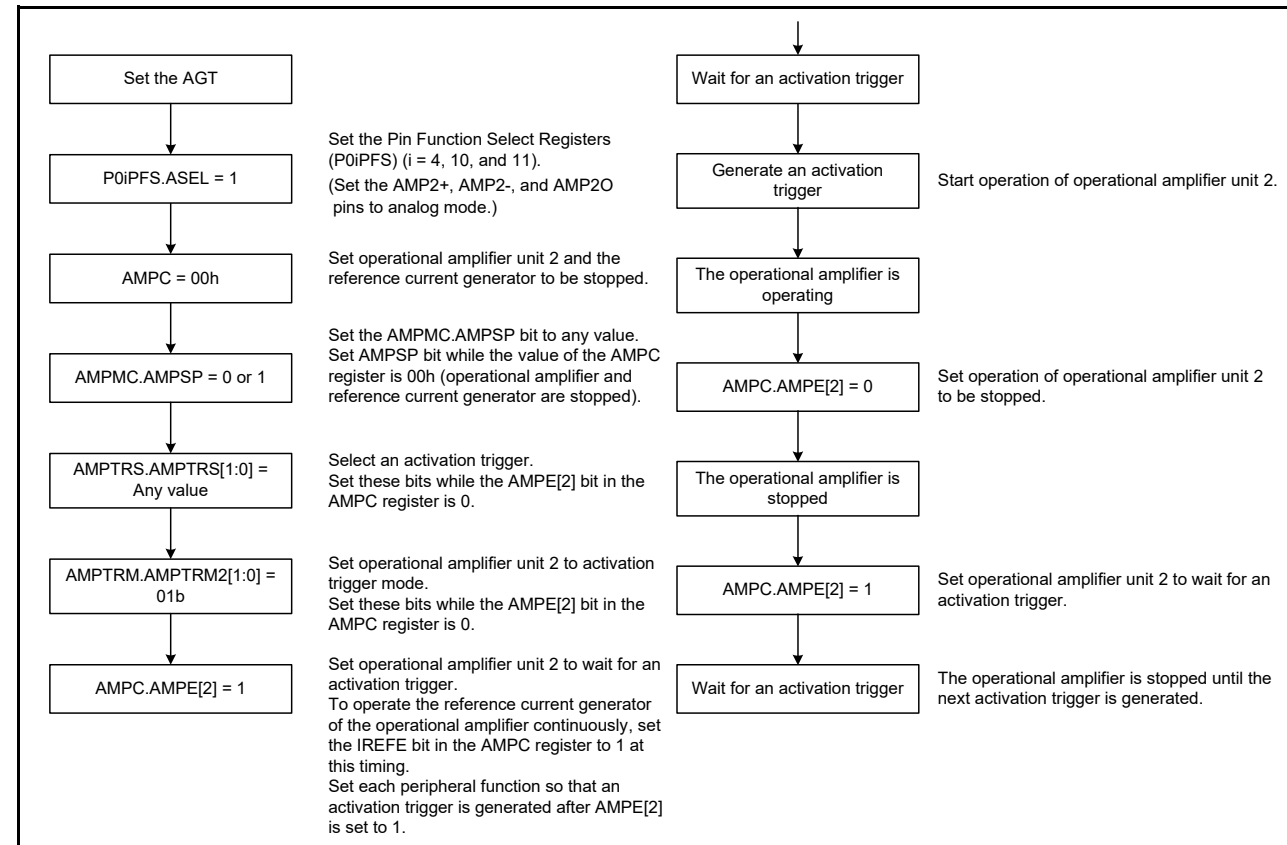 Set the AGT
P0iPFS.ASEL = 1
Set the Pin Function Select Registers
(P0iPFS) (i = 4, 10, and 11).
(Set the AMP2+, AMP2-, and AMP2O
pins to analog mode.)
AMPC = 00h
Set operational amplifier unit 2 and the
reference current generator to be stopped.
AMPMC.AMPSP = 0 or 1
Set the AMPMC.AMPSP bit to any value.
Set AMPSP bit while the value of the AMPC
register is 00h (operational amplifier and
reference current generator are stopped).
AMPTRS.AMPTRS[1:0] =
Any value
Select an activation trigger.
Set these bits while the AMPE[2] bit in the
AMPC register is 0.
AMPTRM.AMPTRM2[1:0] =
01b
Set operational amplifier unit 2 to activation
trigger mode.
Set these bits while the AMPE[2] bit in the
AMPC register is 0.
AMPC.AMPE[2] = 1
Set operational amplifier unit 2 to wait for an
activation trigger.
To operate the reference current generator
of the operational amplifier continuously, set
the IREFE bit in the AMPC register to 1 at
this timing.
Set each peripheral function so that an
activation trigger is generated after AMPE[2]
is set to 1.
Wait for an activation trigger
Generate an activation
trigger
Start operation of operational amplifier unit 2.
The operational amplifier is
operating
AMPC.AMPE[2] = 0
Set operation of operational amplifier unit 2
to be stopped.
The operational amplifier is
stopped
AMPC.AMPE[2] = 1
Set operational amplifier unit 2 to wait for an
activation trigger.
Wait for an activation trigger
The operational amplifier is stopped until the
next activation trigger is generated.